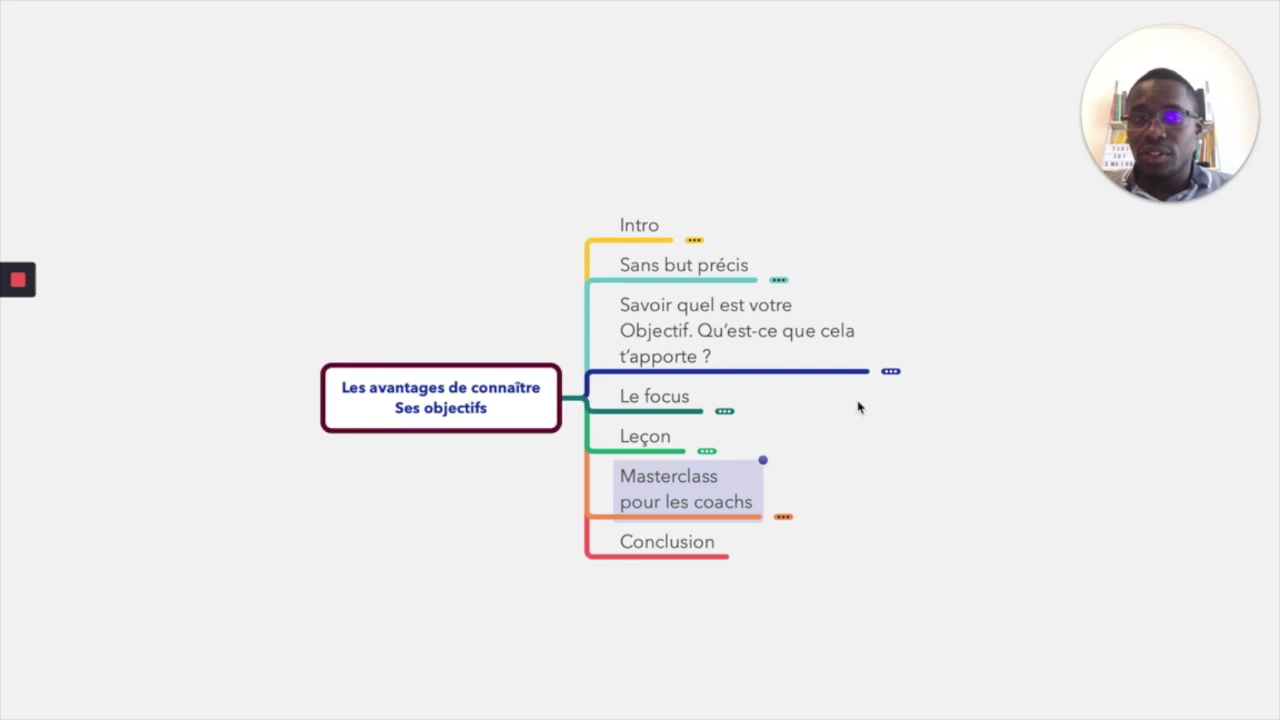 Intro
Sans but précis
Savoir quel est votre
Objectif. Qu’est-ce que cela
t’apporte ?
Les avantages de connaître
Ses objectifs
Le focus
Leçon
Masterclass
pour les coachs
Conclusion